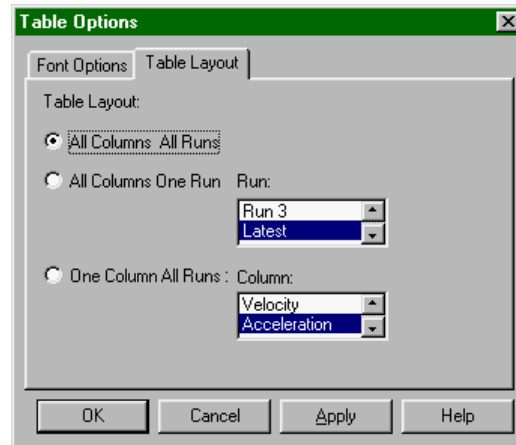 Table Options
Font Options Table Layout
Table Layout:
All Columns All Runs
All Columns One Run Run:
Run 3
Latest
One Column All Runs : Column:
Velocity
Acceleration
OK Cancel Apply Help